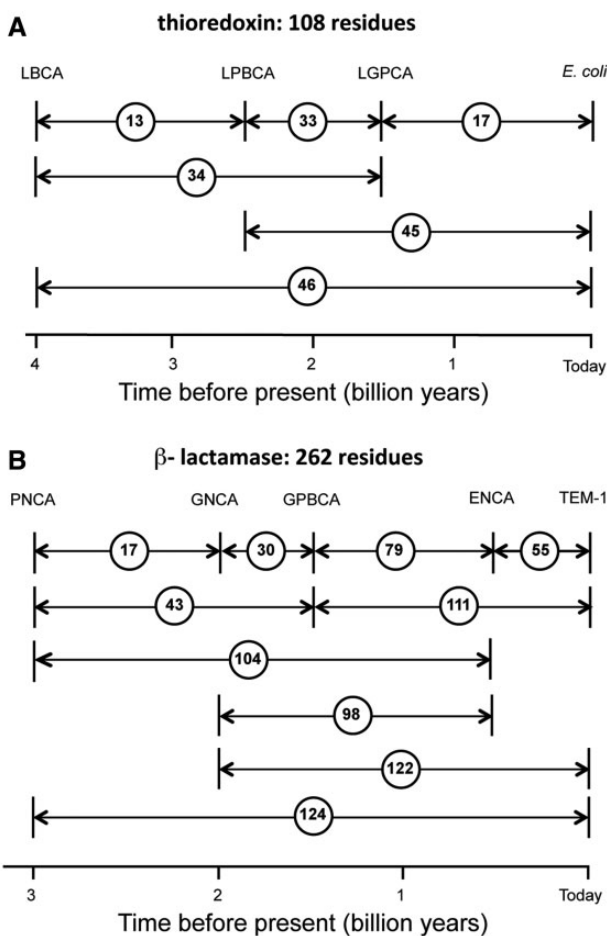 A
thioredoxin: 108 residues
LBCA LPBCA LGPCA E. coli
13 33 17
34
45
46
4 3 2 1 Today
Time before present (billion years)
B
β- lactamase: 262 residues
PNCA GNCA GPBCA ENCA TEM-1
17 30 79 55
43 111
104
98
122
124
3 2 1 Today
Time before present (billion years)